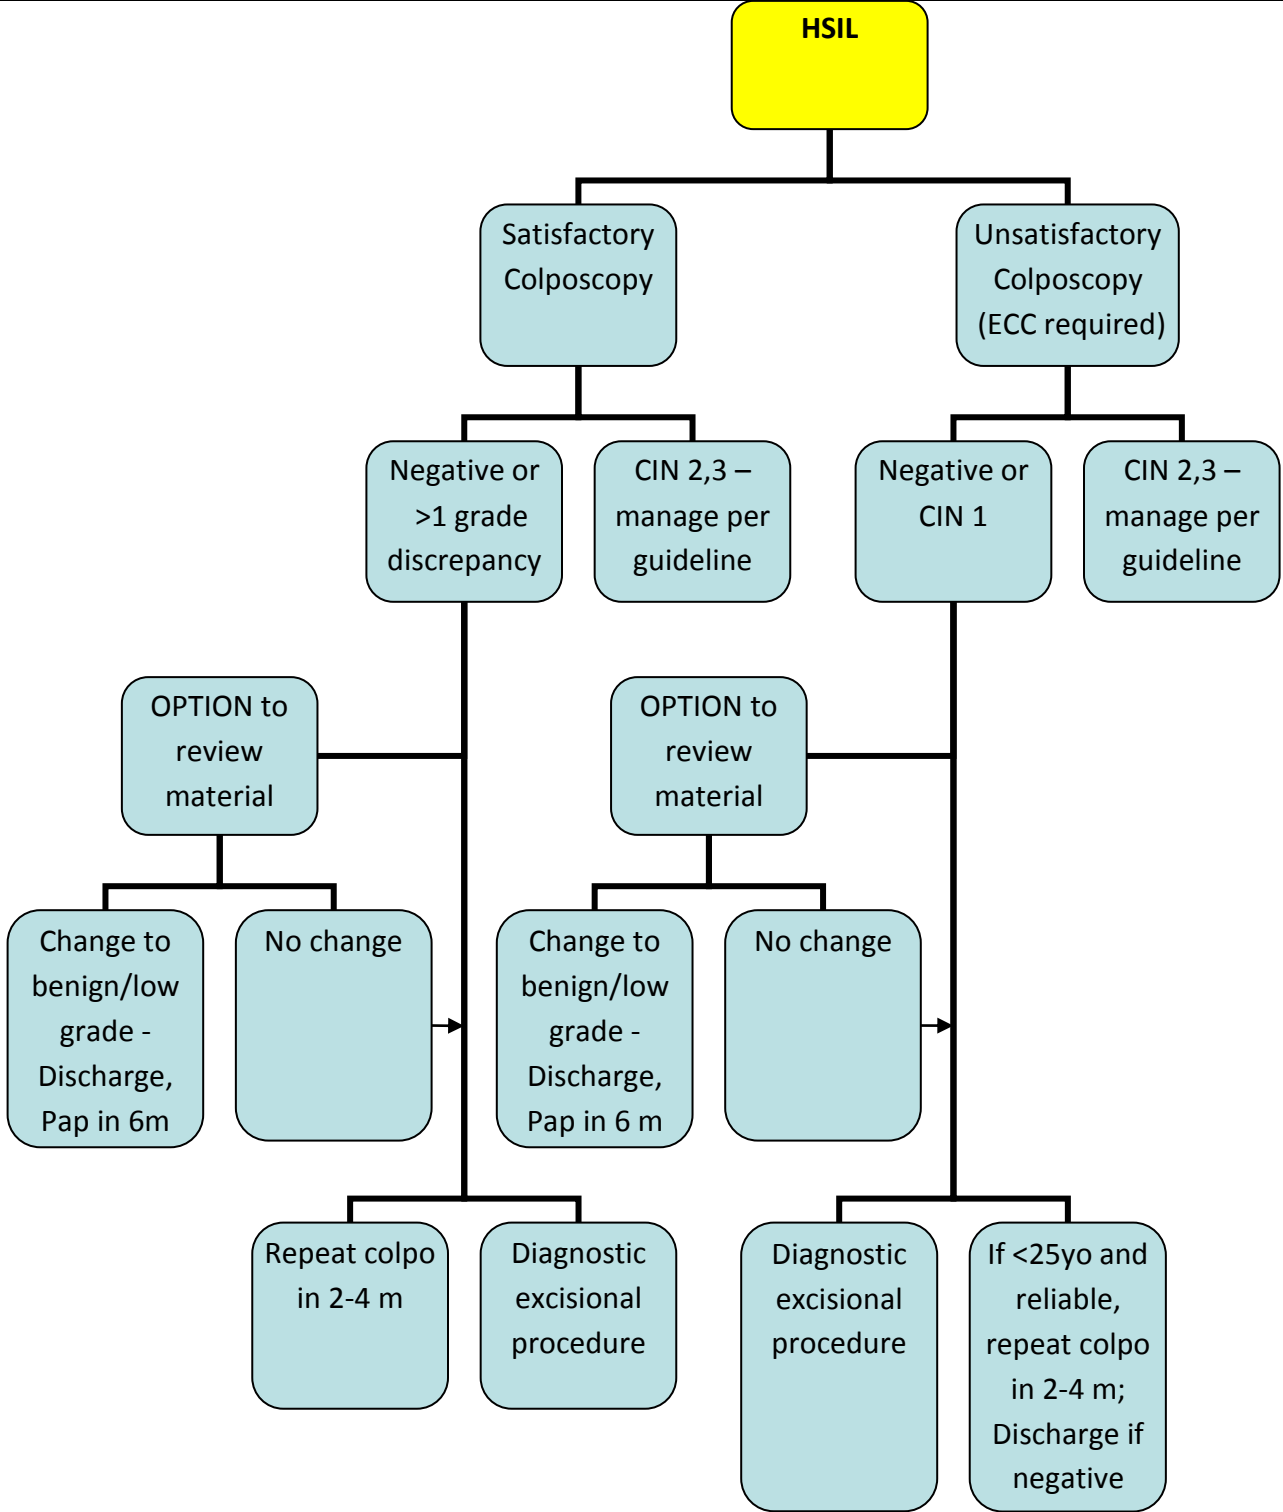 HSIL
Satisfactory
Colposcopy
Unsatisfactory
Colposcopy
(ECC required)
Negative or
>1 grade
discrepancy
CIN 2,3 –
manage per
guideline
Negative or
CIN 1
CIN 2,3 –
manage per
guideline
OPTION to
review
material
OPTION to
review
material
Change to
benign/low
grade -
Discharge,
Pap in 6m
No change
Change to
benign/low
grade -
Discharge,
Pap in 6 m
No change
Repeat colpo
in 2-4 m
Diagnostic
excisional
procedure
Diagnostic
excisional
procedure
If <25yo and
reliable,
repeat colpo
in 2-4 m;
Discharge if
negative